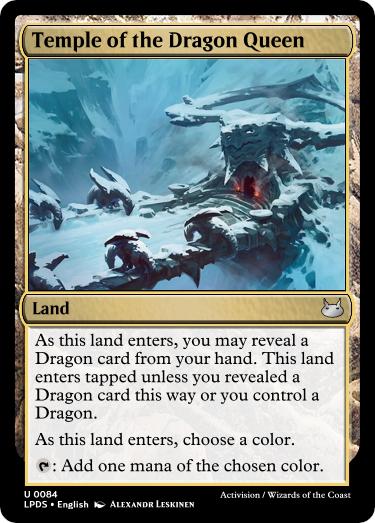 Temple of the Dragon Queen
Land
As this land enters, you may reveal a
Dragon card from your hand. This land
enters tapped unless you revealed a
Dragon card this way or you control a
Dragon.
As this land enters, choose a color.
: Add one mana of the chosen color.
U 0084
LPDS • English Alexandr Leskinen
Activision / Wizards of the Coast